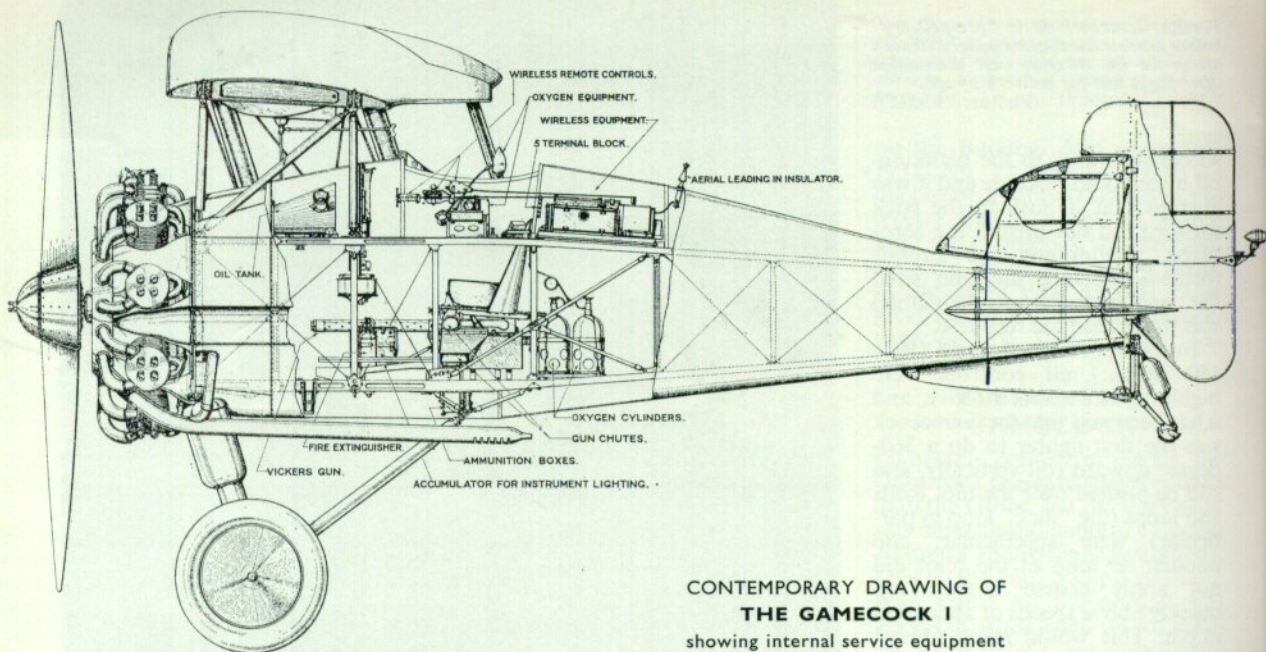 WIRELESS REMOTE CONTROLS.
OXYGEN EQUIPMENT.
WIRELESS EQUIPMENT.
5 TERMINAL BLOCK.
AERIAL LEADING IN INSULATOR.
OIL TANK.
OXYGEN CYLINDERS.
GUN CHUTES.
FIRE EXTINGUISHER.
AMMUNITION BOXES.
VICKERS GUN.
ACCUMULATOR FOR INSTRUMENT LIGHTING.
CONTEMPORARY DRAWING OF
THE GAMECOCK I
showing internal service equipment